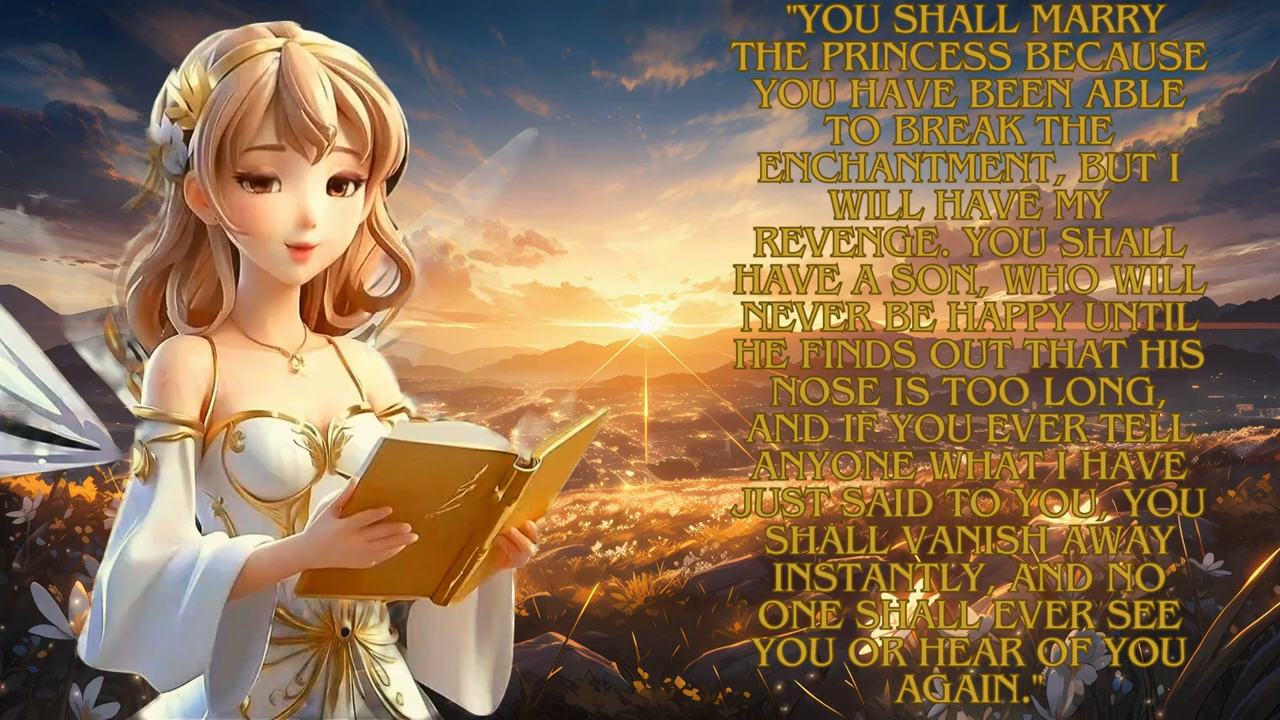 "YOU SHALL MARRY
THE PRINCESS BECAUSE
YOU HAVE BEEN ABLE
TO BREAK THE
ENCHANTMENT, BUT I
WILL HAVE MY
REVENGE. YOU SHALL
HAVE A SON, WHO WILL
NEVER BE HAPPY UNTIL
HE FINDS OUT THAT HIS
NOSE IS TOO LONG,
AND IF YOU EVER TELL
ANYONE WHAT I HAVE
JUST SAID TO YOU, YOU
SHALL VANISH AWAY
INSTANTLY, AND NO
ONE SHALL EVER SEE
YOU OR HEAR OF YOU
AGAIN."